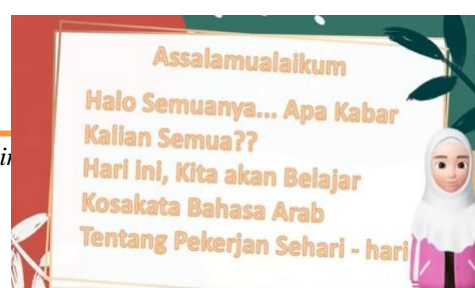 Assalamualaikum
Halo Semuanya... Apa Kabar
Kalian Semua??
Hari ini, Kita akan Belajar
Kosakata Bahasa Arab
Tentang Pekerjan Sehari - hari